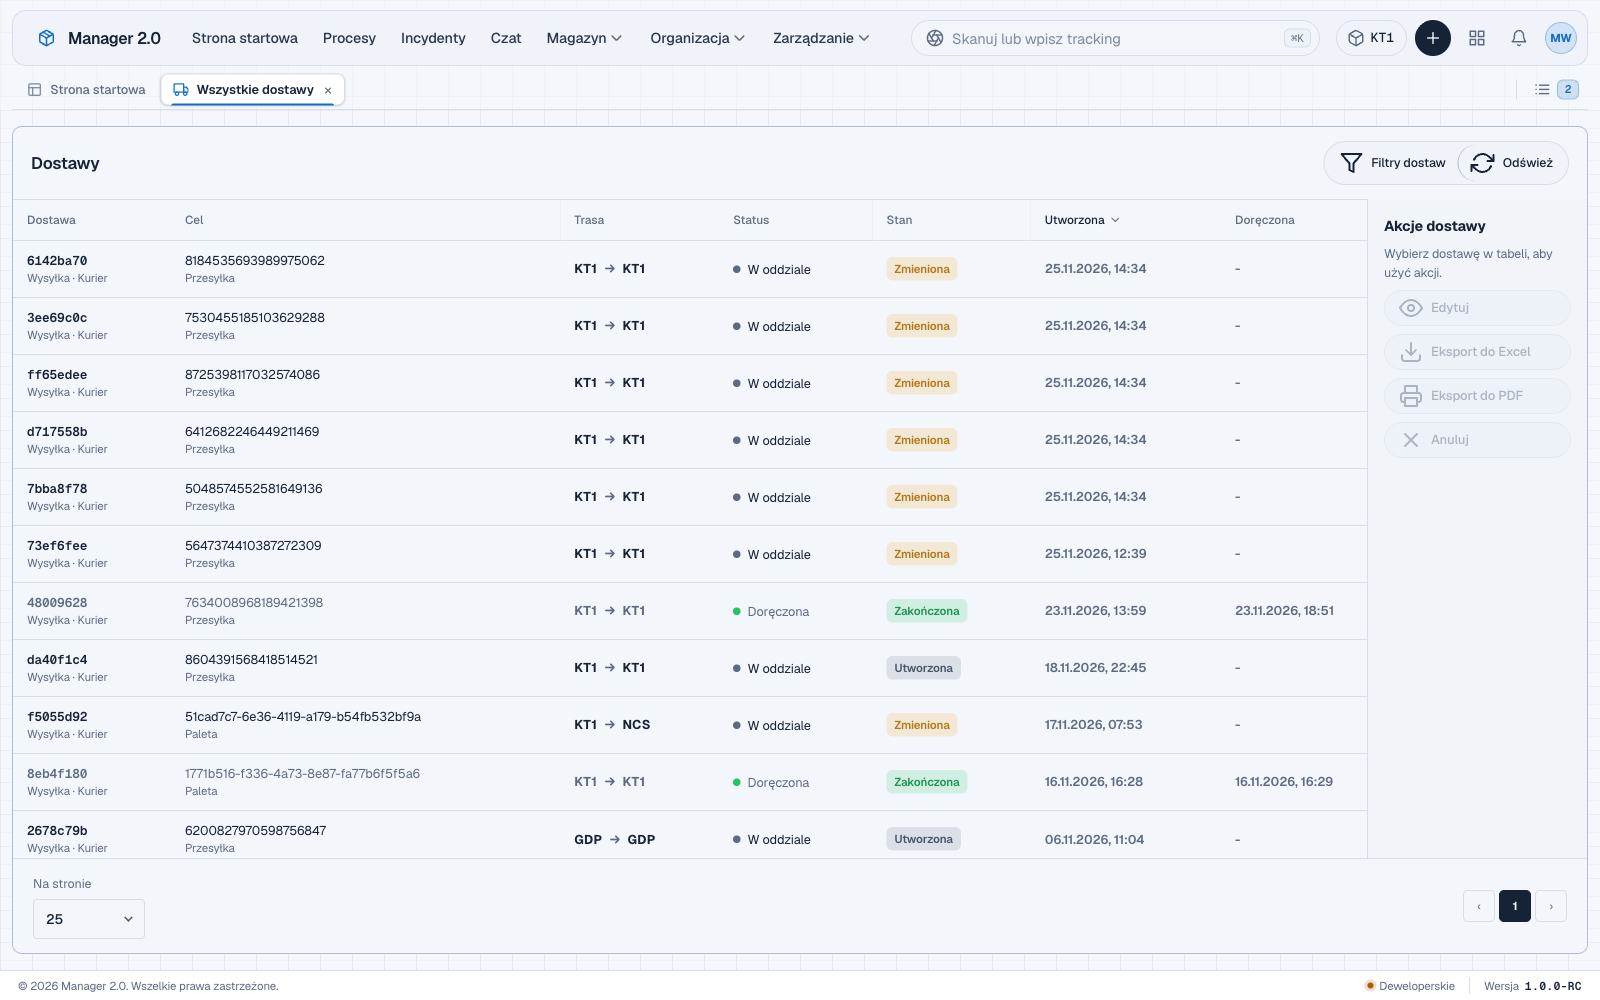 Manager 2.0 Strona startowa Procesy Incydenty Czat Magazyn Organizacja Zarządzanie Skanuj lub wpisz tracking ⌘K KT1 MW
Strona startowa Wszystkie dostawy × 2
Dostawy Filtry dostaw Odśwież
Dostawa Cel Trasa Status Stan Utworzona Doręczona
6142ba70 8184535693989975062 KT1 → KT1 W oddziale Zmieniona 25.11.2026, 14:34 -
Wysyłka · Kurier Przesyłka
3ee69c0c 7530455185103629288 KT1 → KT1 W oddziale Zmieniona 25.11.2026, 14:34 -
Wysyłka · Kurier Przesyłka
ff65edee 8725398117032574086 KT1 → KT1 W oddziale Zmieniona 25.11.2026, 14:34 -
Wysyłka · Kurier Przesyłka
d717558b 6412682246449211469 KT1 → KT1 W oddziale Zmieniona 25.11.2026, 14:34 -
Wysyłka · Kurier Przesyłka
7bba8f78 5048574552581649136 KT1 → KT1 W oddziale Zmieniona 25.11.2026, 14:34 -
Wysyłka · Kurier Przesyłka
73ef6fee 5647374410387272309 KT1 → KT1 W oddziale Zmieniona 25.11.2026, 12:39 -
Wysyłka · Kurier Przesyłka
48009628 7634008968189421398 KT1 → KT1 Doręczona Zakończona 23.11.2026, 13:59 23.11.2026, 18:51
Wysyłka · Kurier Przesyłka
da40f1c4 8604391568418514521 KT1 → KT1 W oddziale Utworzona 18.11.2026, 22:45 -
Wysyłka · Kurier Przesyłka
f5055d92 51cad7c7-6e36-4119-a179-b54fb532bf9a KT1 → NCS W oddziale Zmieniona 17.11.2026, 07:53 -
Wysyłka · Kurier Paleta
8eb4f180 1771b516-f336-4a73-8e87-fa77b6f5f5a6 KT1 → KT1 Doręczona Zakończona 16.11.2026, 16:28 16.11.2026, 16:29
Wysyłka · Kurier Paleta
2678c79b 6200827970598756847 GDP → GDP W oddziale Utworzona 06.11.2026, 11:04 -
Wysyłka · Kurier Przesyłka
Akcje dostawy
Wybierz dostawę w tabeli, aby
użyć akcji.
Edytuj
Eksport do Excel
Eksport do PDF
Anuluj
Na stronie
25 ‹ 1 ›
© 2026 Manager 2.0. Wszelkie prawa zastrzeżone. Deweloperskie Wersja 1.0.0-RC